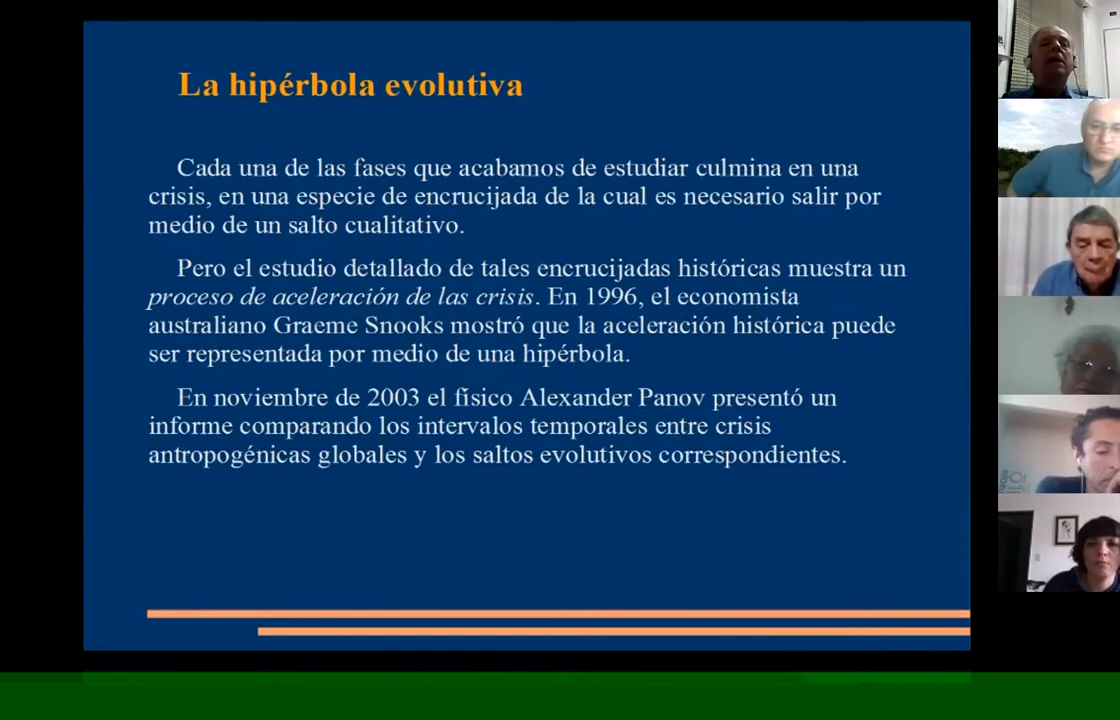 La hipérbola evolutiva
Cada una de las fases que acabamos de estudiar culmina en una
crisis, en una especie de encrucijada de la cual es necesario salir por
medio de un salto cualitativo.
Pero el estudio detallado de tales encrucijadas históricas muestra un
proceso de aceleración de las crisis. En 1996, el economista
australiano Graeme Snooks mostró que la aceleración histórica puede
ser representada por medio de una hipérbola.
En noviembre de 2003 el físico Alexander Panov presentó un
informe comparando los intervalos temporales entre crisis
antropogénicas globales y los saltos evolutivos correspondientes.